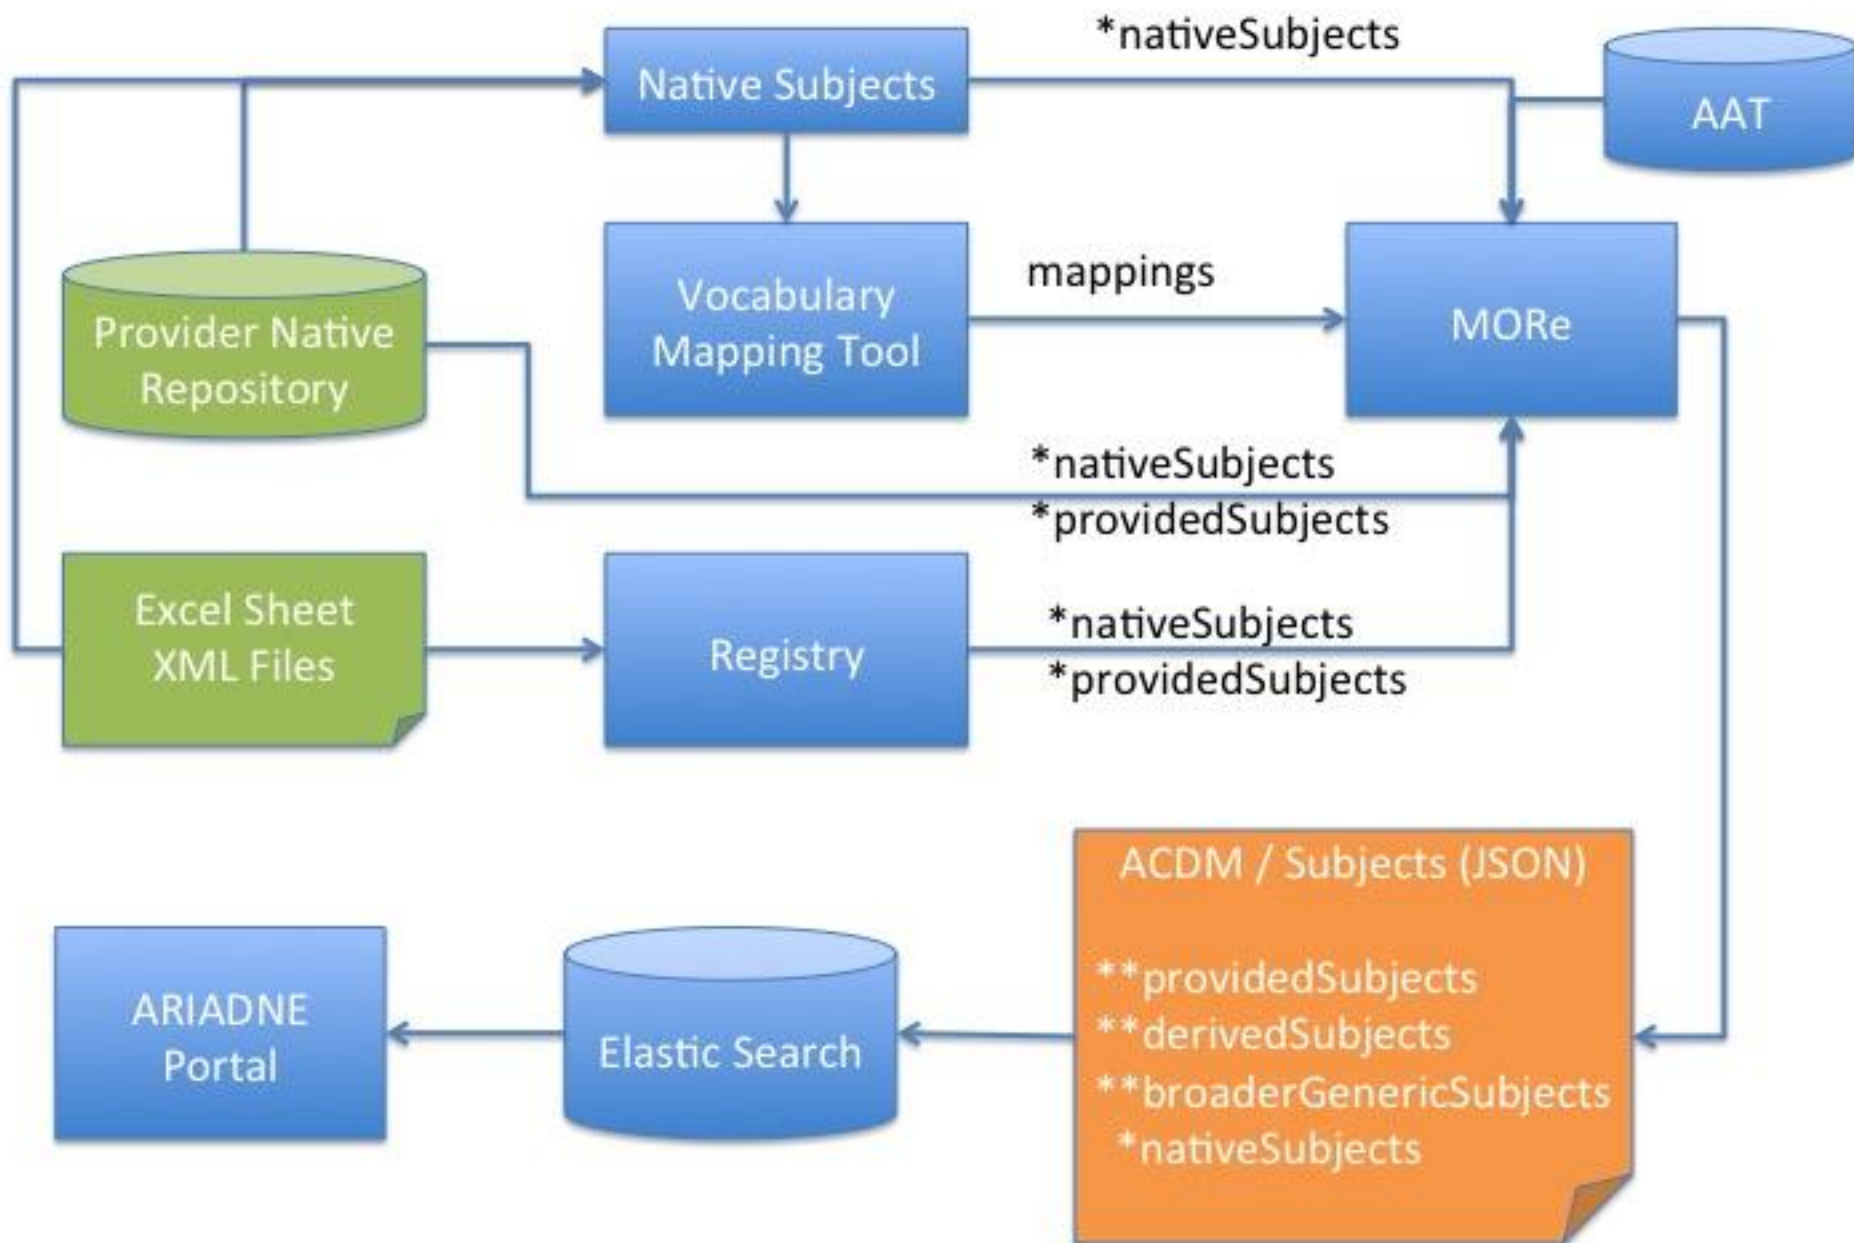 *nativeSubjects
Native Subjects
AAT
Provider Native
Repository
Vocabulary
Mapping Tool
mappings
MORe
*nativeSubjects
*providedSubjects
Excel Sheet
XML Files
Registry
*nativeSubjects
*providedSubjects
ACDM / Subjects (JSON)
**providedSubjects
**derivedSubjects
**broaderGenericSubjects
*nativeSubjects
Elastic Search
ARIADNE
Portal